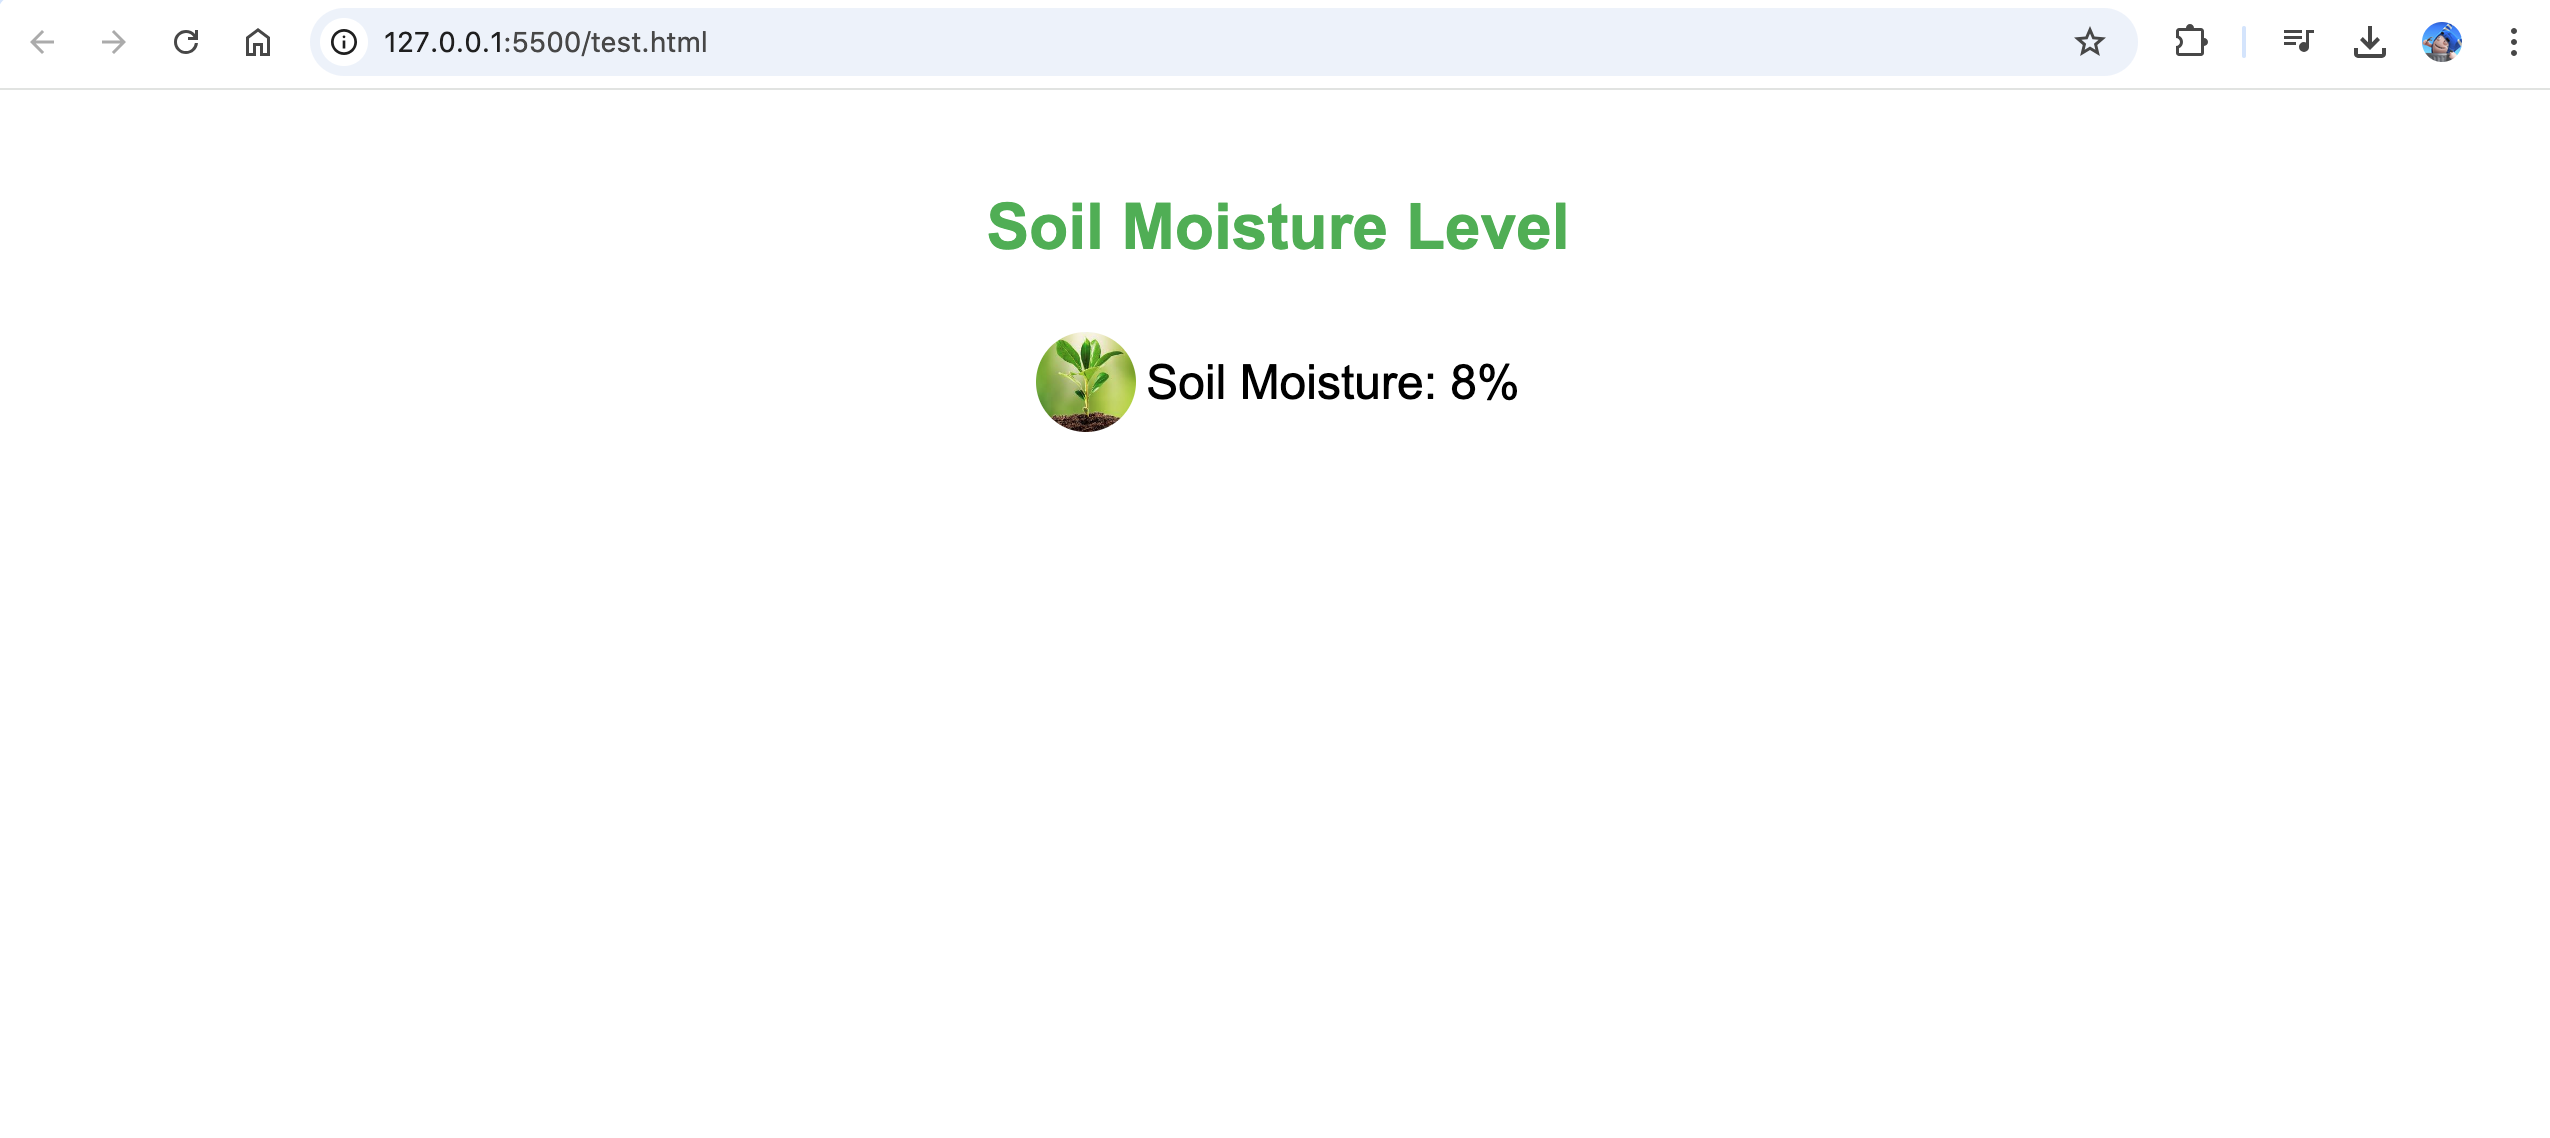 127.0.0.1:5500/test.html
Soil Moisture Level
Soil Moisture: 8%